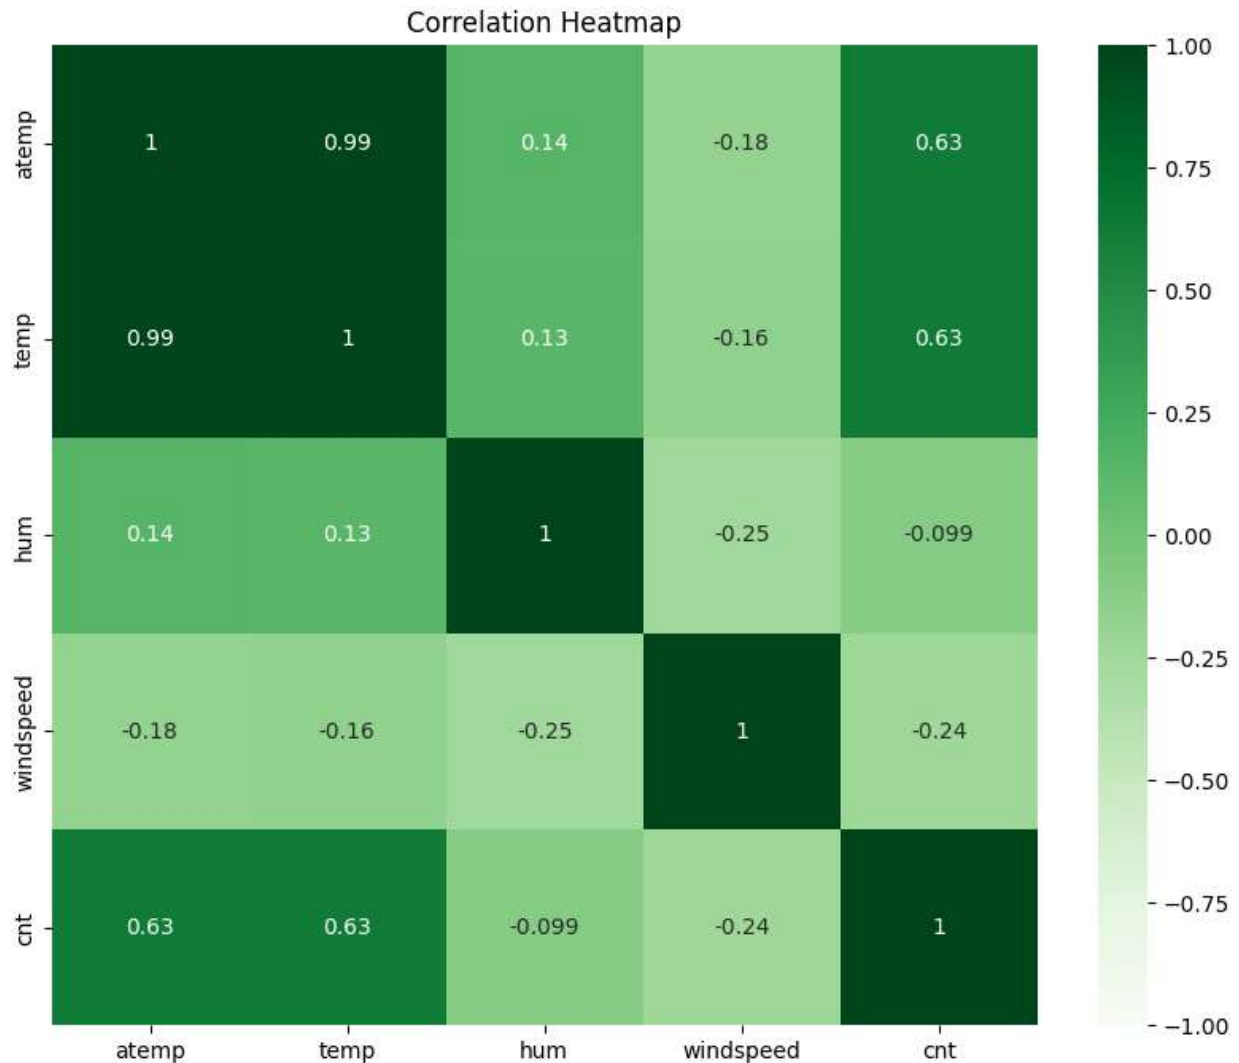 Correlation Heatmap
atemp 1 0.99 0.14 -0.18 0.63
temp 0.99 1 0.13 -0.16 0.63
hum 0.14 0.13 1 -0.25 -0.099
windspeed -0.18 -0.16 -0.25 1 -0.24
cnt 0.63 0.63 -0.099 -0.24 1
atemp temp hum windspeed cnt
1.00
0.75
0.50
0.25
0.00
−0.25
−0.50
−0.75
−1.00